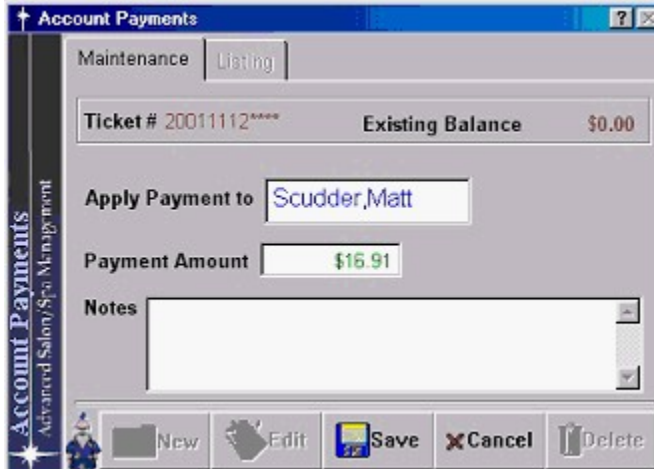 Account Payments
Maintenance Listing
Ticket # 20011112**** Existing Balance $0.00
Apply Payment to Scudder,Matt
Payment Amount $16.91
Notes
Account Payments
Advanced Salon/Spa Management
New Edit Save Cancel Delete